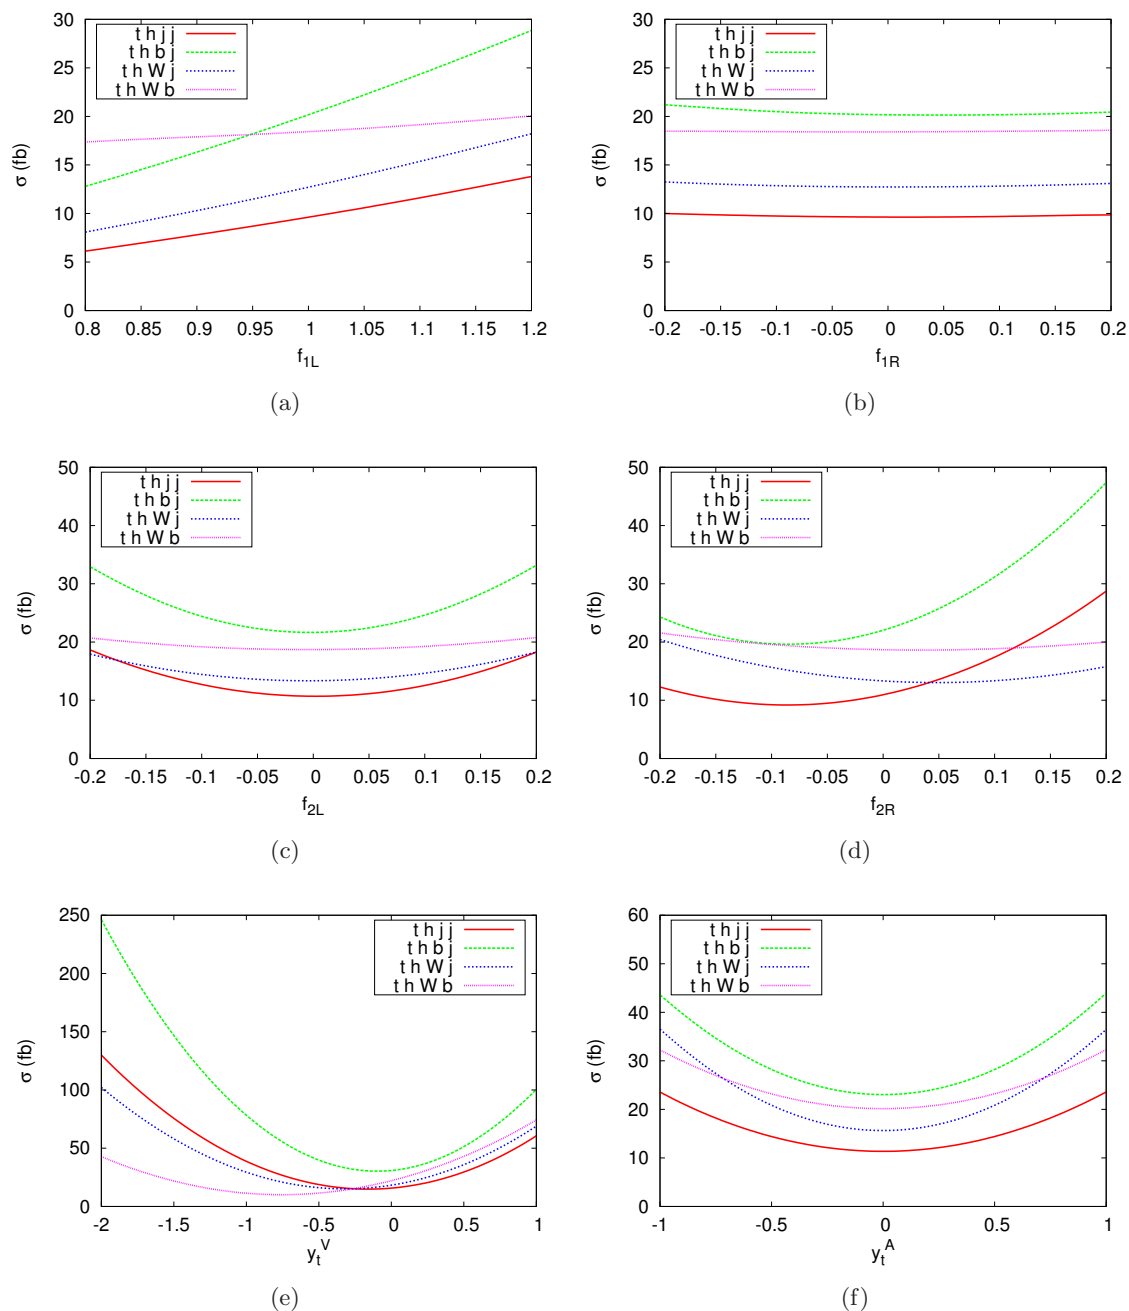 30
25
20
15
10
5
0
σ (fb)
t h j j
t h b j
t h W j
t h W b
0.8 0.85 0.9 0.95 1 1.05 1.1 1.15 1.2
f1L
(a)
30
25
20
15
10
5
0
σ (fb)
t h j j
t h b j
t h W j
t h W b
-0.2 -0.15 -0.1 -0.05 0 0.05 0.1 0.15 0.2
f1R
(b)
50
40
30
20
10
0
σ (fb)
t h j j
t h b j
t h W j
t h W b
-0.2 -0.15 -0.1 -0.05 0 0.05 0.1 0.15 0.2
f2L
(c)
50
40
30
20
10
0
σ (fb)
t h j j
t h b j
t h W j
t h W b
-0.2 -0.15 -0.1 -0.05 0 0.05 0.1 0.15 0.2
f2R
(d)
250
200
150
100
50
0
σ (fb)
t h j j
t h b j
t h W j
t h W b
-2 -1.5 -1 -0.5 0 0.5 1
ytV
(e)
60
50
40
30
20
10
0
σ (fb)
t h j j
t h b j
t h W j
t h W b
-1 -0.5 0 0.5 1
ytA
(f)